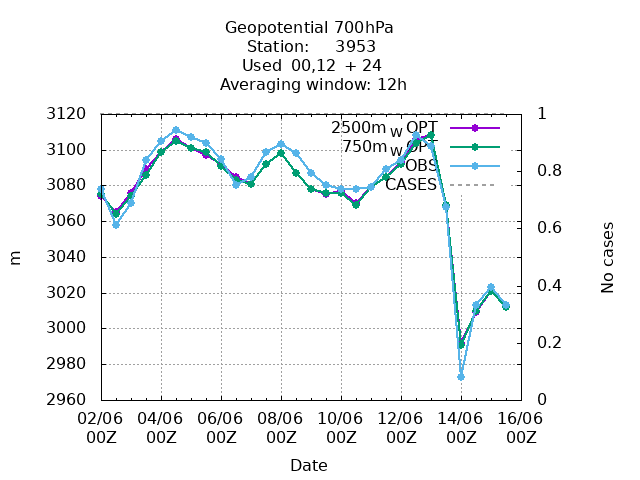 Geopotential 700hPa
Station: 3953
Used 00,12 + 24
Averaging window: 12h
3120
3100
3080
3060
3040
3020
3000
2980
2960
1
0.8
0.6
0.4
0.2
0
2500m w OPT
750m w OPT
OBS
CASES
m
No cases
02/06 04/06 06/06 08/06 10/06 12/06 14/06 16/06
00Z 00Z 00Z 00Z 00Z 00Z 00Z 00Z
Date